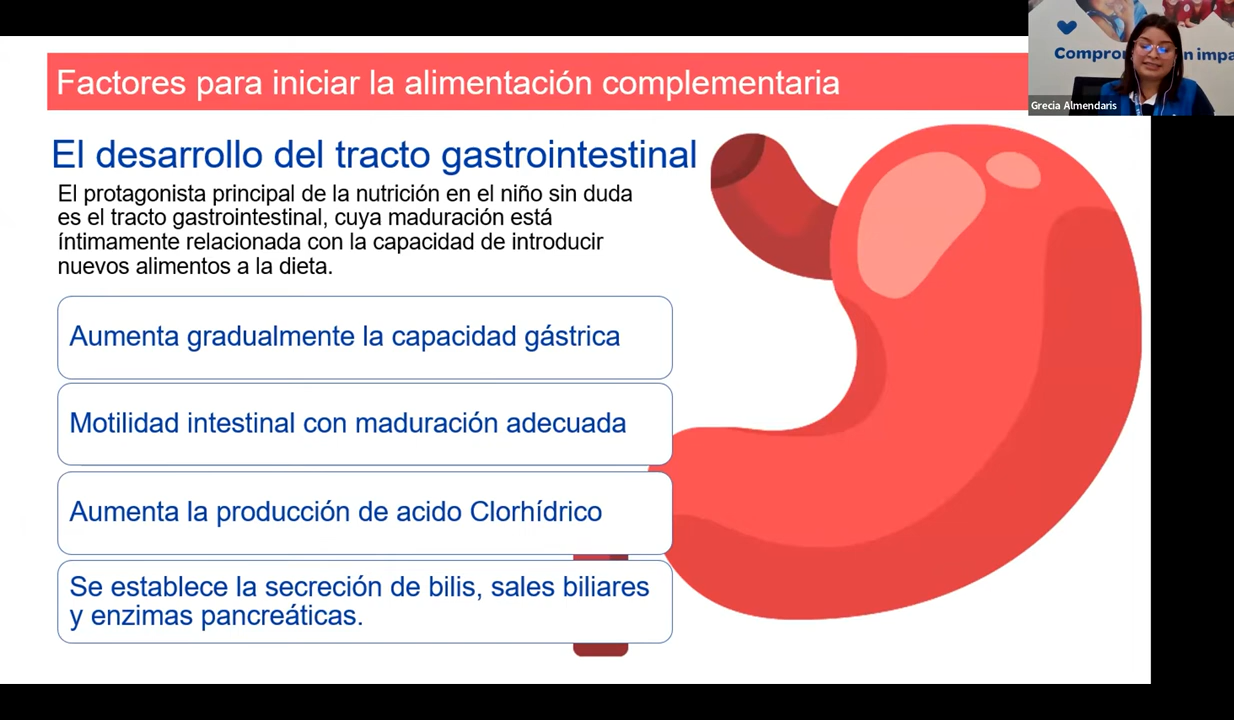 Factores para iniciar la alimentación complementaria
El desarrollo del tracto gastrointestinal
El protagonista principal de la nutrición en el niño sin duda
es el tracto gastrointestinal, cuya maduración está
íntimamente relacionada con la capacidad de introducir
nuevos alimentos a la dieta.
Aumenta gradualmente la capacidad gástrica
Motilidad intestinal con maduración adecuada
Aumenta la producción de acido Clorhídrico
Se establece la secreción de bilis, sales biliares
y enzimas pancreáticas.
Grecia Almendaris